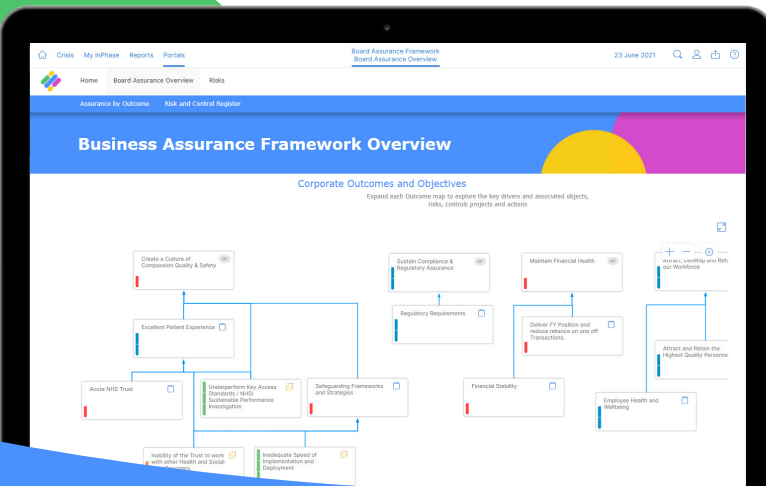 Crisis My InPhase Reports Portals
Board Assurance Framework
Board Assurance Overview
23 June 2021
Home Board Assurance Overview Risks
Assurance by Outcome Risk and Control Register
Business Assurance Framework Overview
Corporate Outcomes and Objectives
Expand each Outcome map to explore the key drivers and associated objects,
risks, controls projects and actions
Create a Culture of
Compassion Quality & Safety
Sustain Compliance &
Regulatory Assurance
Maintain Financial Health
Attract, Develop and
our Workforce
Excellent Patient Experience
Regulatory Requirements
Deliver FY Position and
reduce reliance on one off
Transactions.
Attract and Retain the
Highest Quality
Acute NHS Trust
Underperform Key Access
Standards / NHSI
Sustainable Performance
Investigation
Safeguarding Frameworks
and Strategies
Financial Stability
Employee Health and
Wellbeing
Inability of the Trust to work
with other Health and Social
Inadequate Speed of
Implementation and
Deployment